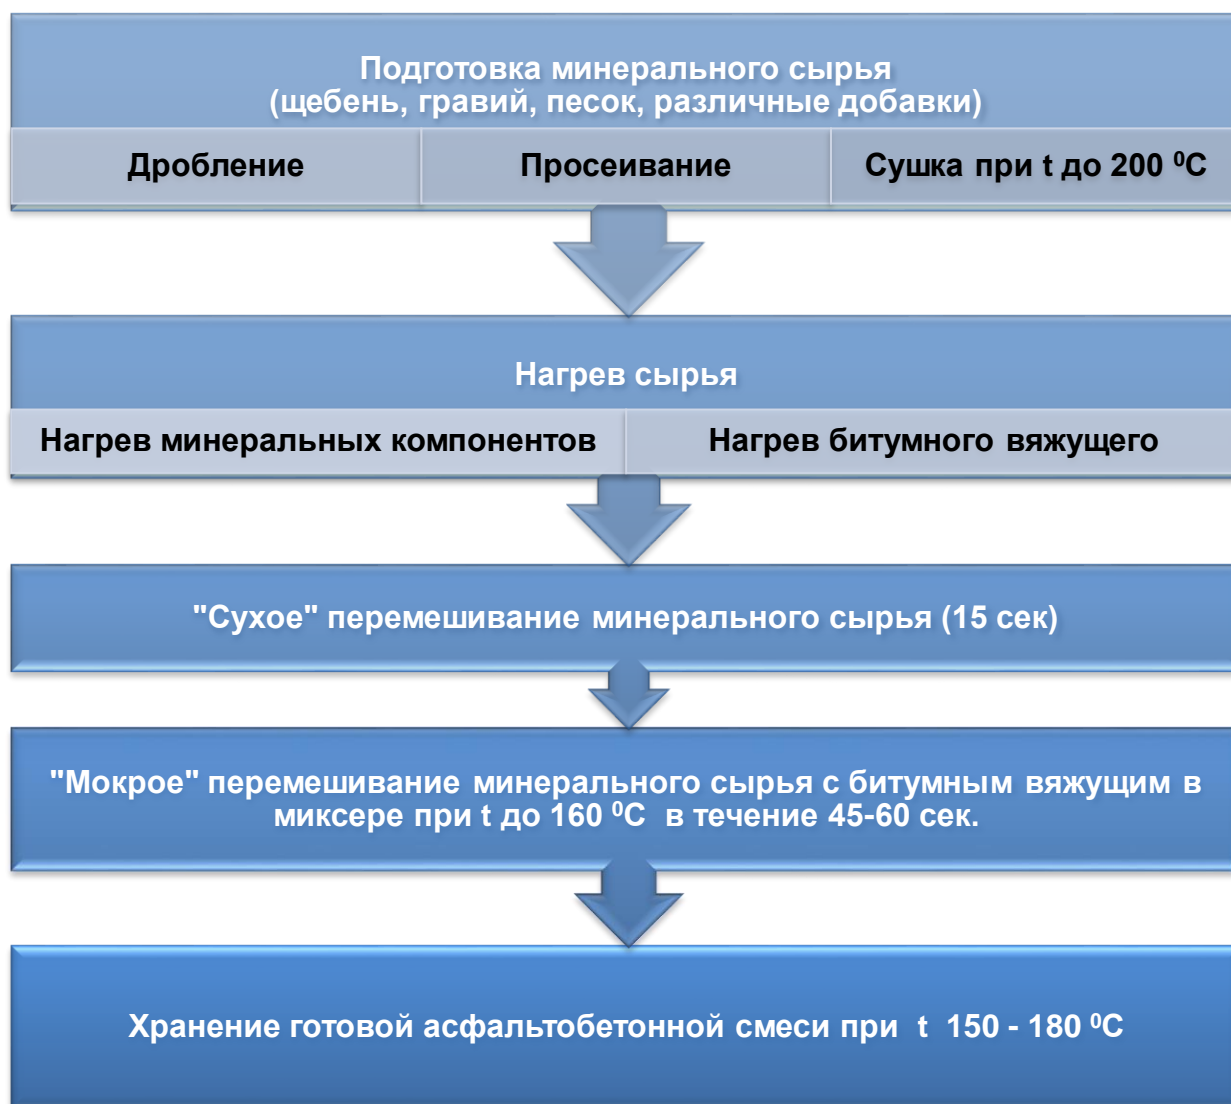 Подготовка минерального сырья
(щебень, гравий, песок, различные добавки)
Дробление
Просеивание
Сушка при t до 200 ⁰С
Нагрев сырья
Нагрев минеральных компонентов
Нагрев битумного вяжущего
"Сухое" перемешивание минерального сырья (15 сек)
"Мокрое" перемешивание минерального сырья с битумным вяжущим в
миксере при t до 160 ⁰С в течение 45-60 сек.
Хранение готовой асфальтобетонной смеси при t 150 - 180 ⁰С